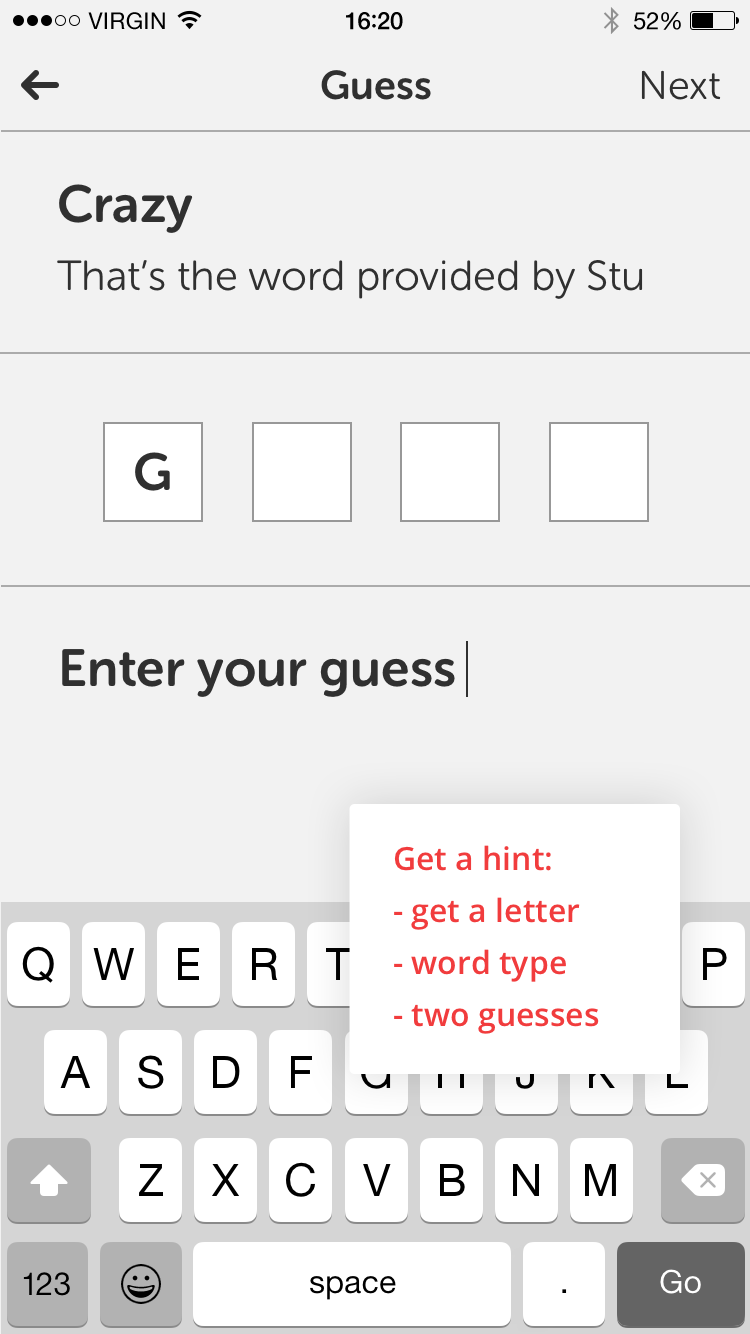 VIRGIN 16:20 52%
Guess Next
Crazy
That's the word provided by Stu
G
Enter your guess
Get a hint:
- get a letter
- word type
- two guesses
Q W E R T P
A S D F G H J K L
Z X C V B N M
123 space . Go